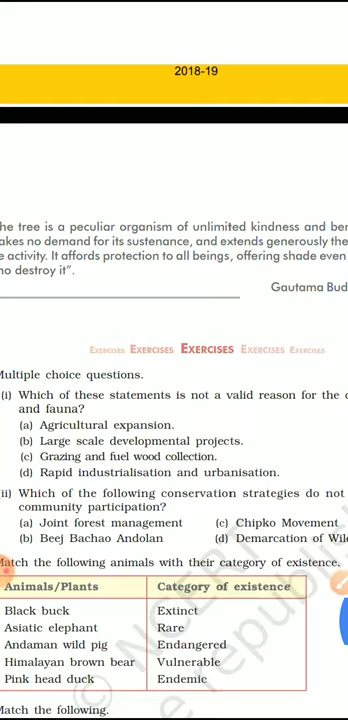 2018-19
he tree is a peculiar organism of unlimited kindness and ber
akes no demand for its sustenance, and extends generously the
e activity. It affords protection to all beings, offering shade even
no destroy it”.
Gautama Bud
EXERCISES EXERCISES EXERCISES EXERCISES EXERCISES
Multiple choice questions.
(i) Which of these statements is not a valid reason for the
and fauna?
(a) Agricultural expansion.
(b) Large scale developmental projects.
(c) Grazing and fuel wood collection.
(d) Rapid industrialisation and urbanisation.
(ii) Which of the following conservation strategies do not
community participation?
(a) Joint forest management (c) Chipko Movement
(b) Beej Bachao Andolan (d) Demarcation of Wil
Match the following animals with their category of existence.
Animals/Plants Category of existence
Black buck Extinct
Asiatic elephant Rare
Andaman wild pig Endangered
Himalayan brown bear Vulnerable
Pink head duck Endemic
Match the following.
© NCERT
republish